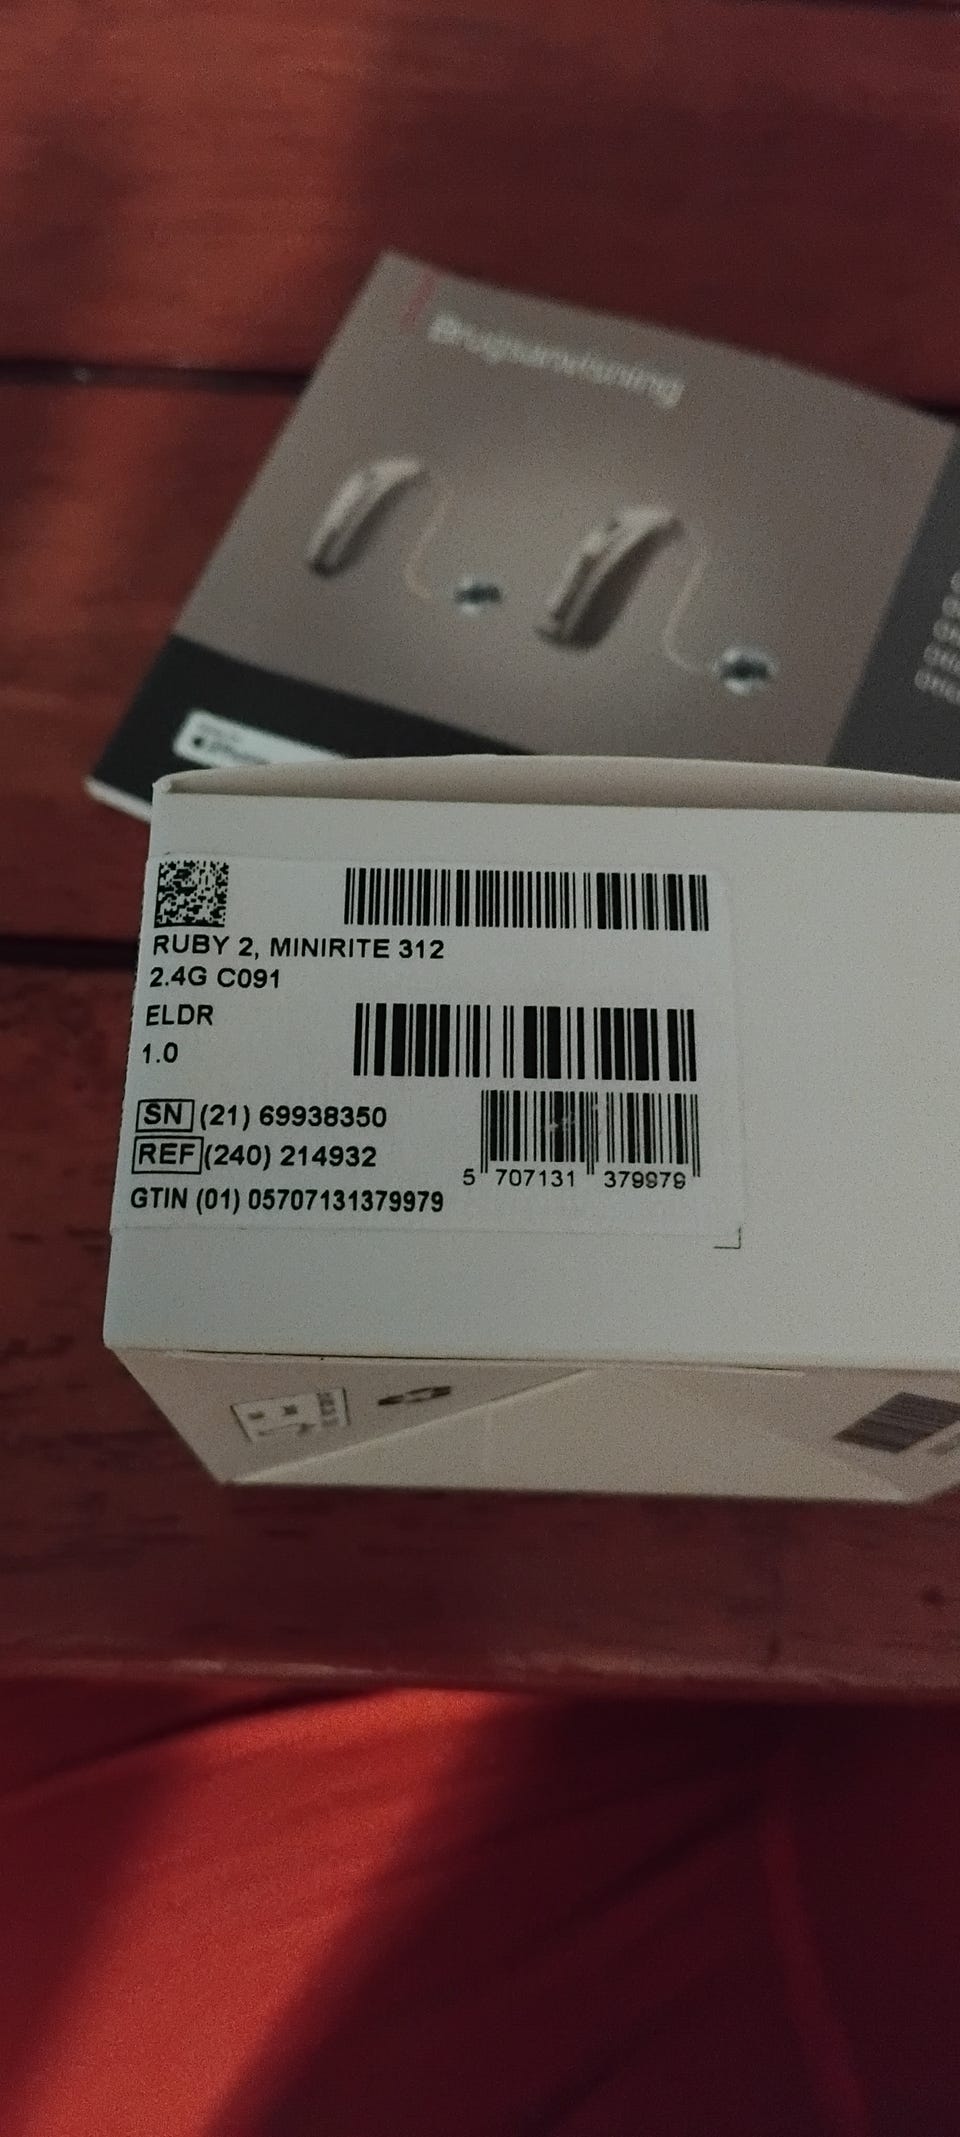 Brugsanvisning
RUBY 2, MINIRITE 312
2.4G C091
ELDR
1.0
SN (21) 69938350
REF (240) 214932
5 707131 379979
GTIN (01) 05707131379979